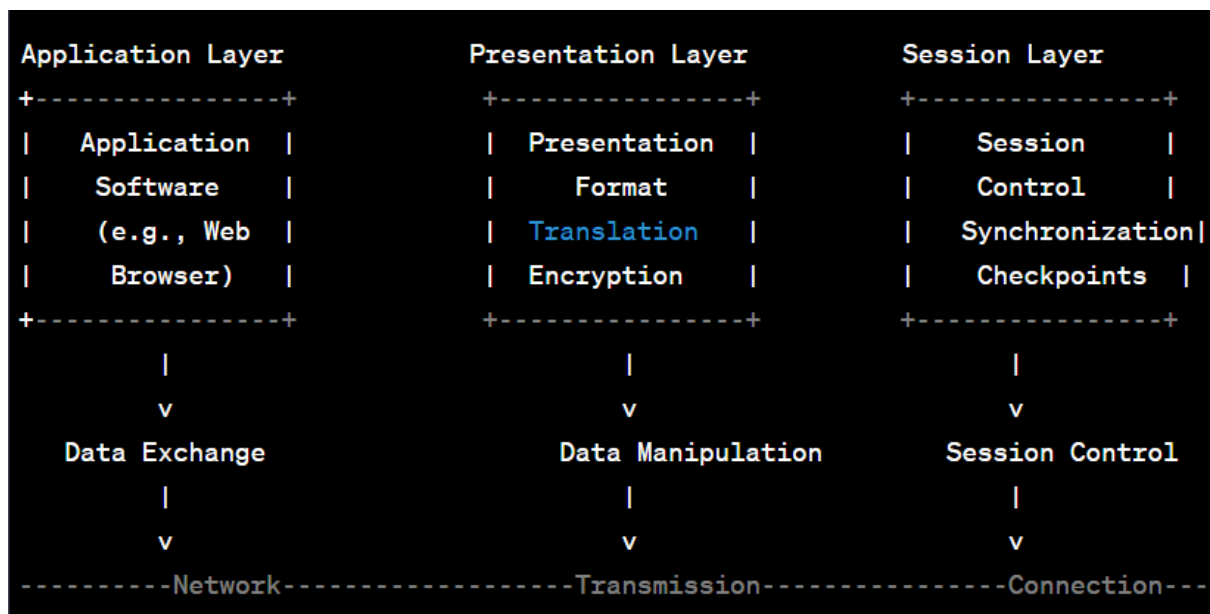 Application Layer            Presentation Layer          Session Layer
+----------------+            +----------------+         +----------------+
|   Application  |            |  Presentation  |         |    Session     |
|    Software    |            |     Format     |         |    Control     |
|    (e.g., Web  |            |  Translation   |         |   Synchronization|
|     Browser)   |            |  Encryption    |         |    Checkpoints  |
+----------------+            +----------------+         +----------------+
|                              |                        |
v                              v                        v
Data Exchange                   Data Manipulation        Session Control
|                              |                        |
v                              v                        v
----------Network-------------------Transmission----------------Connection---